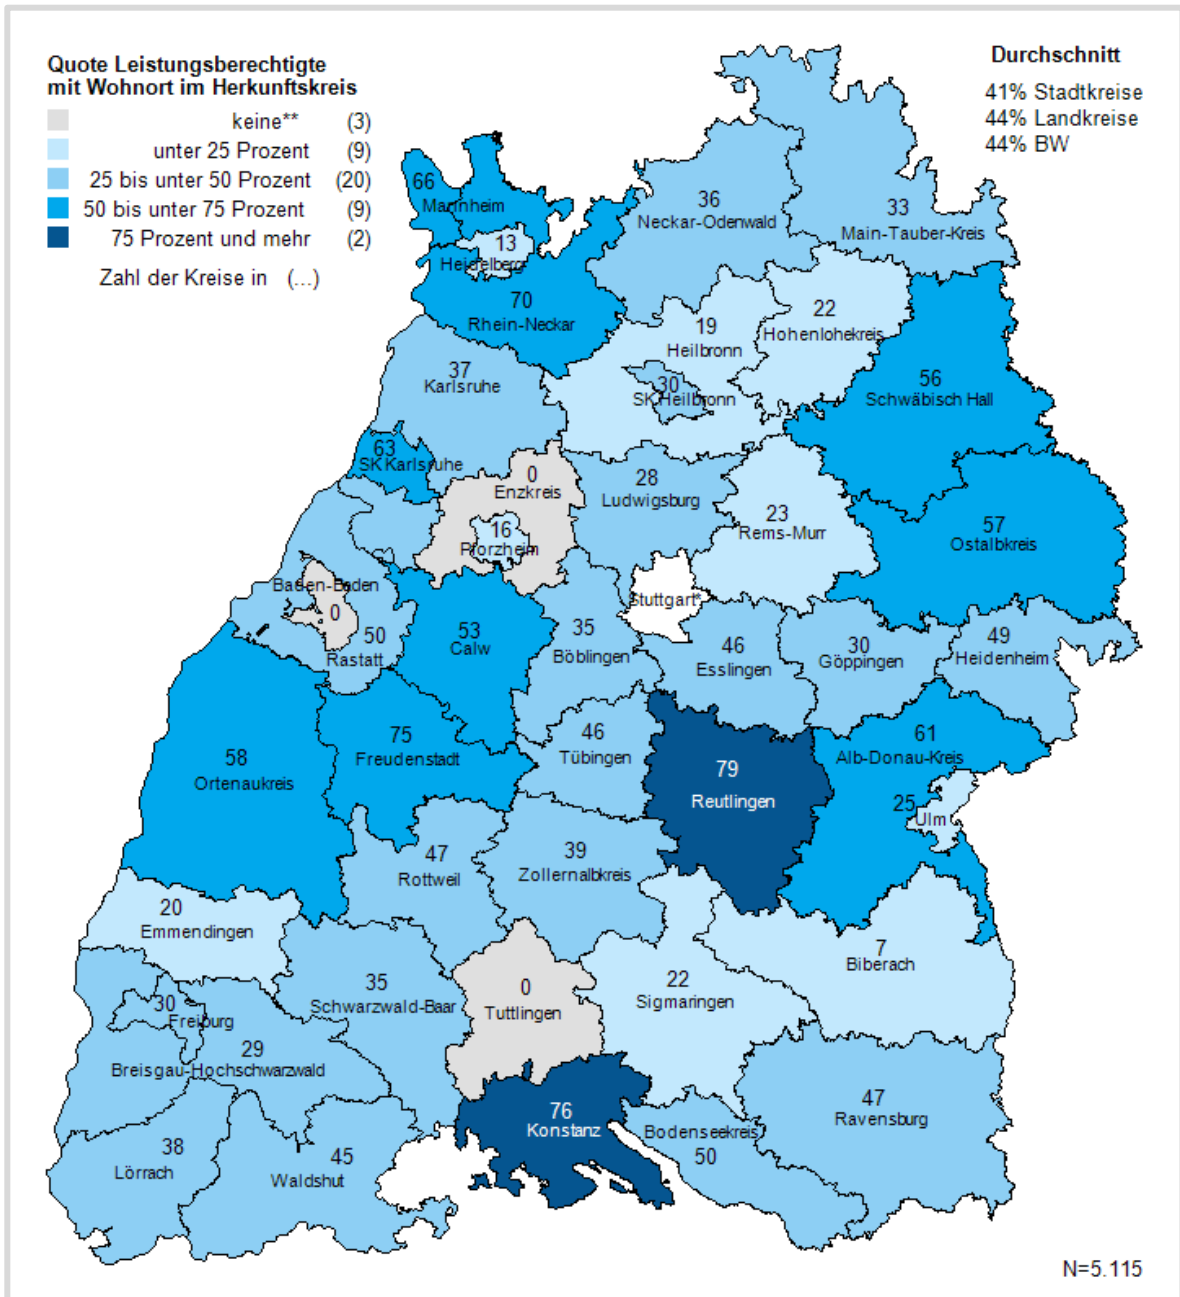 Quote Leistungsberechtigte
mit Wohnort im Herkunftskreis
keine** (3)
unter 25 Prozent (9)
25 bis unter 50 Prozent (20)
50 bis unter 75 Prozent (9)
75 Prozent und mehr (2)
Zahl der Kreise in (...)
Durchschnitt
41% Stadtkreise
44% Landkreise
44% BW
66
Mannheim
13
Heidelberg
70
Rhein-Neckar
36
Neckar-Odenwald
33
Main-Tauber-Kreis
19
Heilbronn
22
Hohenlohekreis
30
SK Heilbronn
56
Schwäbisch Hall
37
Karlsruhe
63
SK Karlsruhe
0
Enzkreis
16
Pforzheim
28
Ludwigsburg
23
Rems-Murr
57
Ostalbkreis
Baden-Baden
0
50
Rastatt
53
Calw
35
Böblingen
Stuttgart*
46
Esslingen
30
Göppingen
49
Heidenheim
58
Ortenaukreis
75
Freudenstadt
46
Tübingen
79
Reutlingen
61
Alb-Donau-Kreis
25
Ulm
47
Rottweil
39
Zollernalbkreis
20
Emmendingen
35
Schwarzwald-Baar
0
Tuttlingen
22
Sigmaringen
7
Biberach
30
Freiburg
29
Breisgau-Hochschwarzwald
38
Lörrach
45
Waldshut
76
Konstanz
Bodenseekreis
50
47
Ravensburg
N=5.115